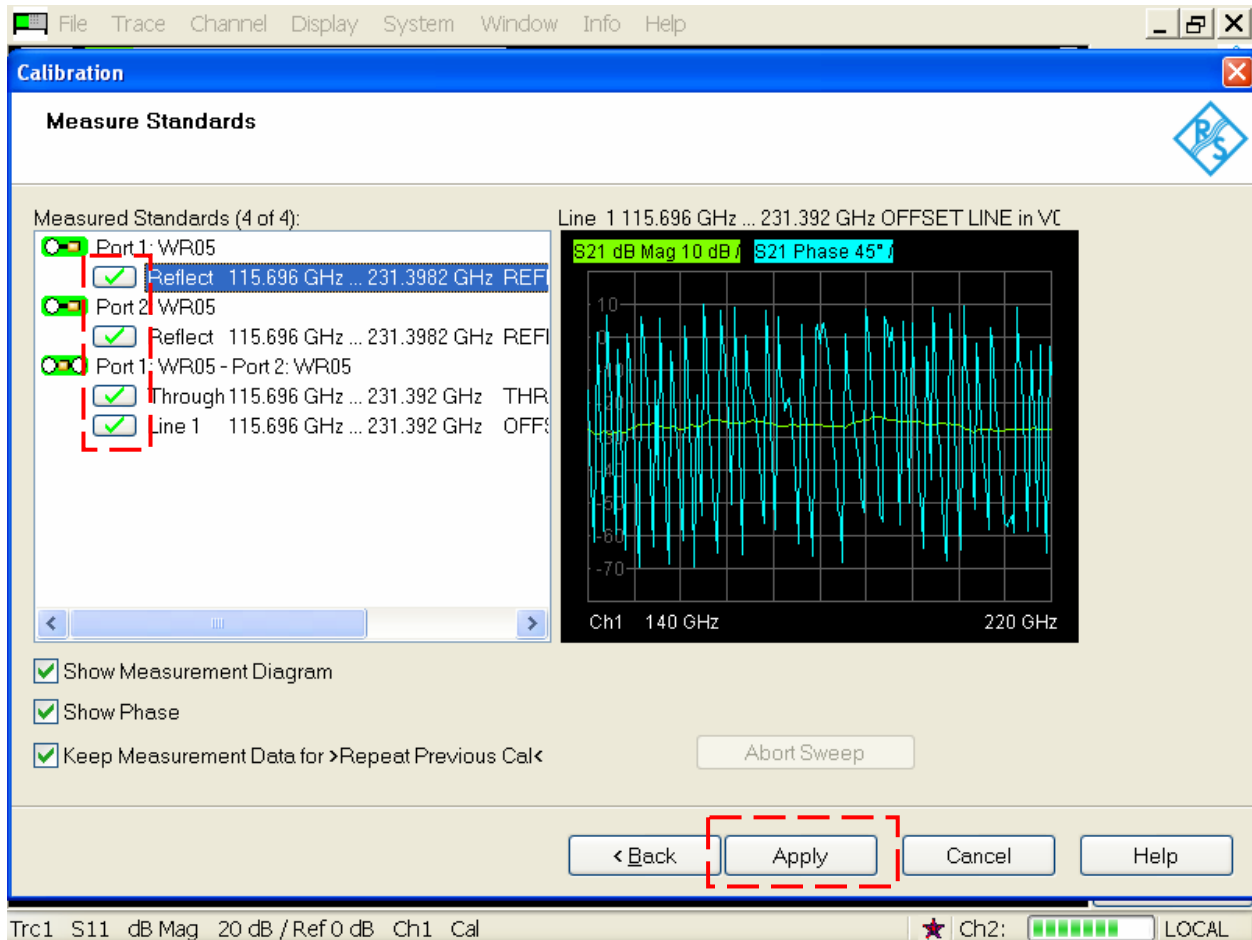 File Trace Channel Display System Window Info Help
Calibration
Measure Standards
R S
Measured Standards (4 of 4):
Port 1: WR05
Reflect 115.696 GHz ... 231.3982 GHz REFI
Port 2: WR05
Reflect 115.696 GHz ... 231.3982 GHz REFI
Port 1: WR05 - Port 2: WR05
Through 115.696 GHz ... 231.392 GHz THR
Line 1 115.696 GHz ... 231.392 GHz OFFS
Line 1 115.696 GHz ... 231.392 GHz OFFSET LINE in
S21 dB Mag 10 dB / S21 Phase 45° /
10
-60
-70
Ch1 140 GHz 220 GHz
Show Measurement Diagram
Show Phase
Keep Measurement Data for >Repeat Previous Cal<
Abort Sweep
< Back Apply Cancel Help
Trc1 S11 dB Mag 20 dB / Ref 0 dB Ch1 Cal Ch2: LOCAL